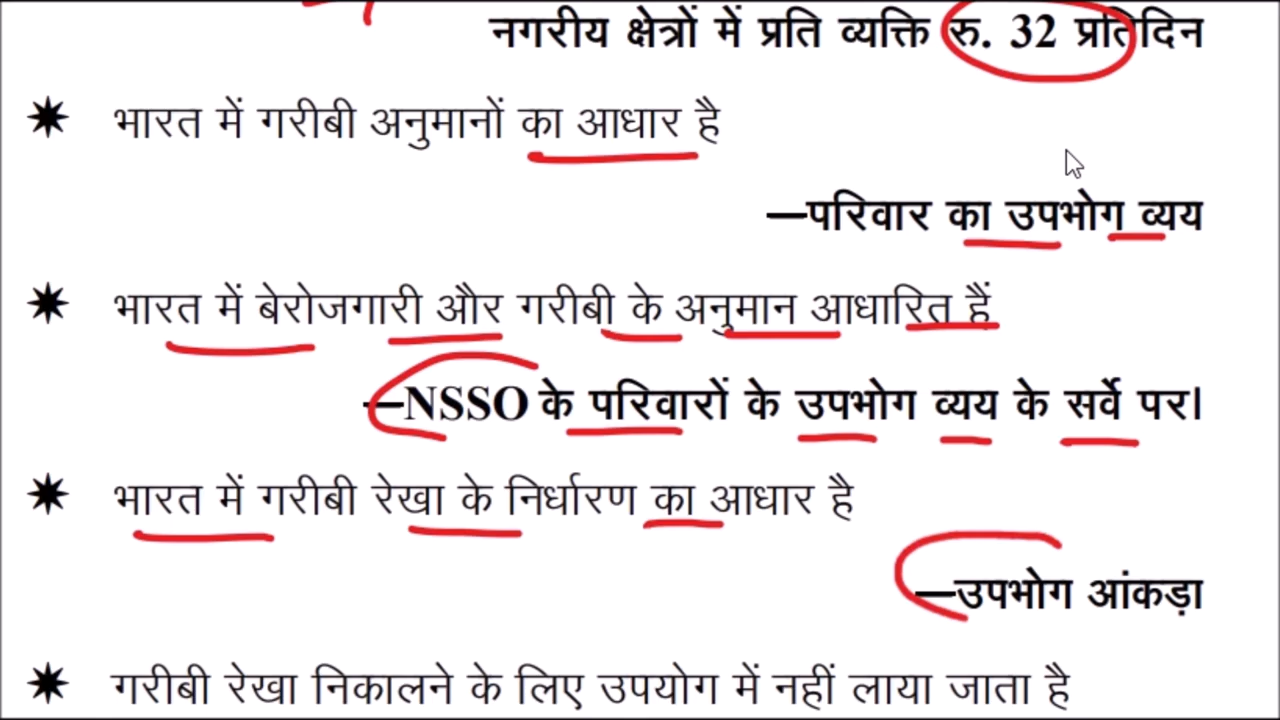 नगरीय क्षेत्रों में प्रति व्यक्ति रु. 32 प्रतिदिन
✷ भारत में गरीबी अनुमानों का आधार है
—परिवार का उपभोग व्यय
✷ भारत में बेरोजगारी और गरीबी के अनुमान आधारित हैं
—NSSO के परिवारों के उपभोग व्यय के सर्वे पर।
✷ भारत में गरीबी रेखा के निर्धारण का आधार है
—उपभोग आंकड़ा
✷ गरीबी रेखा निकालने के लिए उपयोग में नहीं लाया जाता है